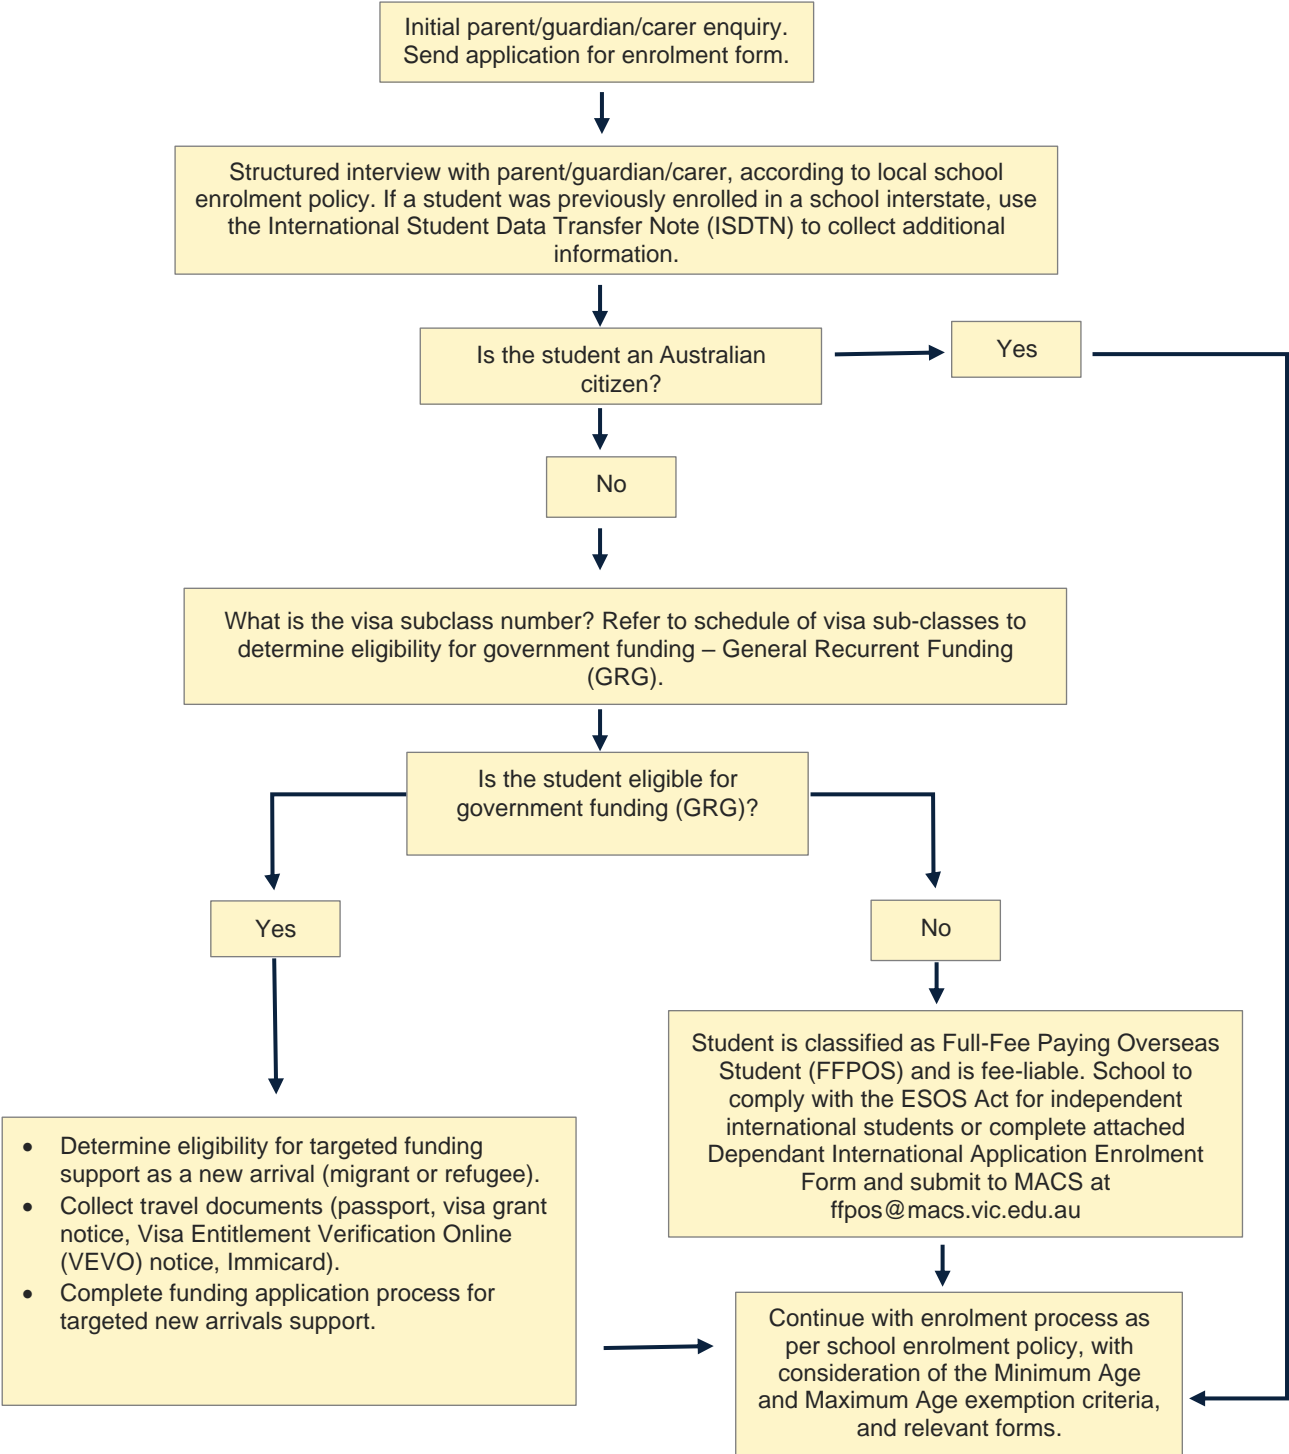 Initial parent/guardian/carer enquiry.
Send application for enrolment form.
Structured interview with parent/guardian/carer, according to local school
enrolment policy. If a student was previously enrolled in a school interstate, use
the International Student Data Transfer Note (ISDTN) to collect additional
information.
Is the student an Australian
citizen?
Yes
No
What is the visa subclass number? Refer to schedule of visa sub-classes to
determine eligibility for government funding – General Recurrent Funding
(GRG).
Is the student eligible for
government funding (GRG)?
Yes
No
Student is classified as Full-Fee Paying Overseas
Student (FFPOS) and is fee-liable. School to
comply with the ESOS Act for independent
international students or complete attached
Dependant International Application Enrolment
Form and submit to MACS at
ffpos@macs.vic.edu.au
• Determine eligibility for targeted funding
support as a new arrival (migrant or refugee).
• Collect travel documents (passport, visa grant
notice, Visa Entitlement Verification Online
(VEVO) notice, Immicard).
• Complete funding application process for
targeted new arrivals support.
Continue with enrolment process as
per school enrolment policy, with
consideration of the Minimum Age
and Maximum Age exemption criteria,
and relevant forms.